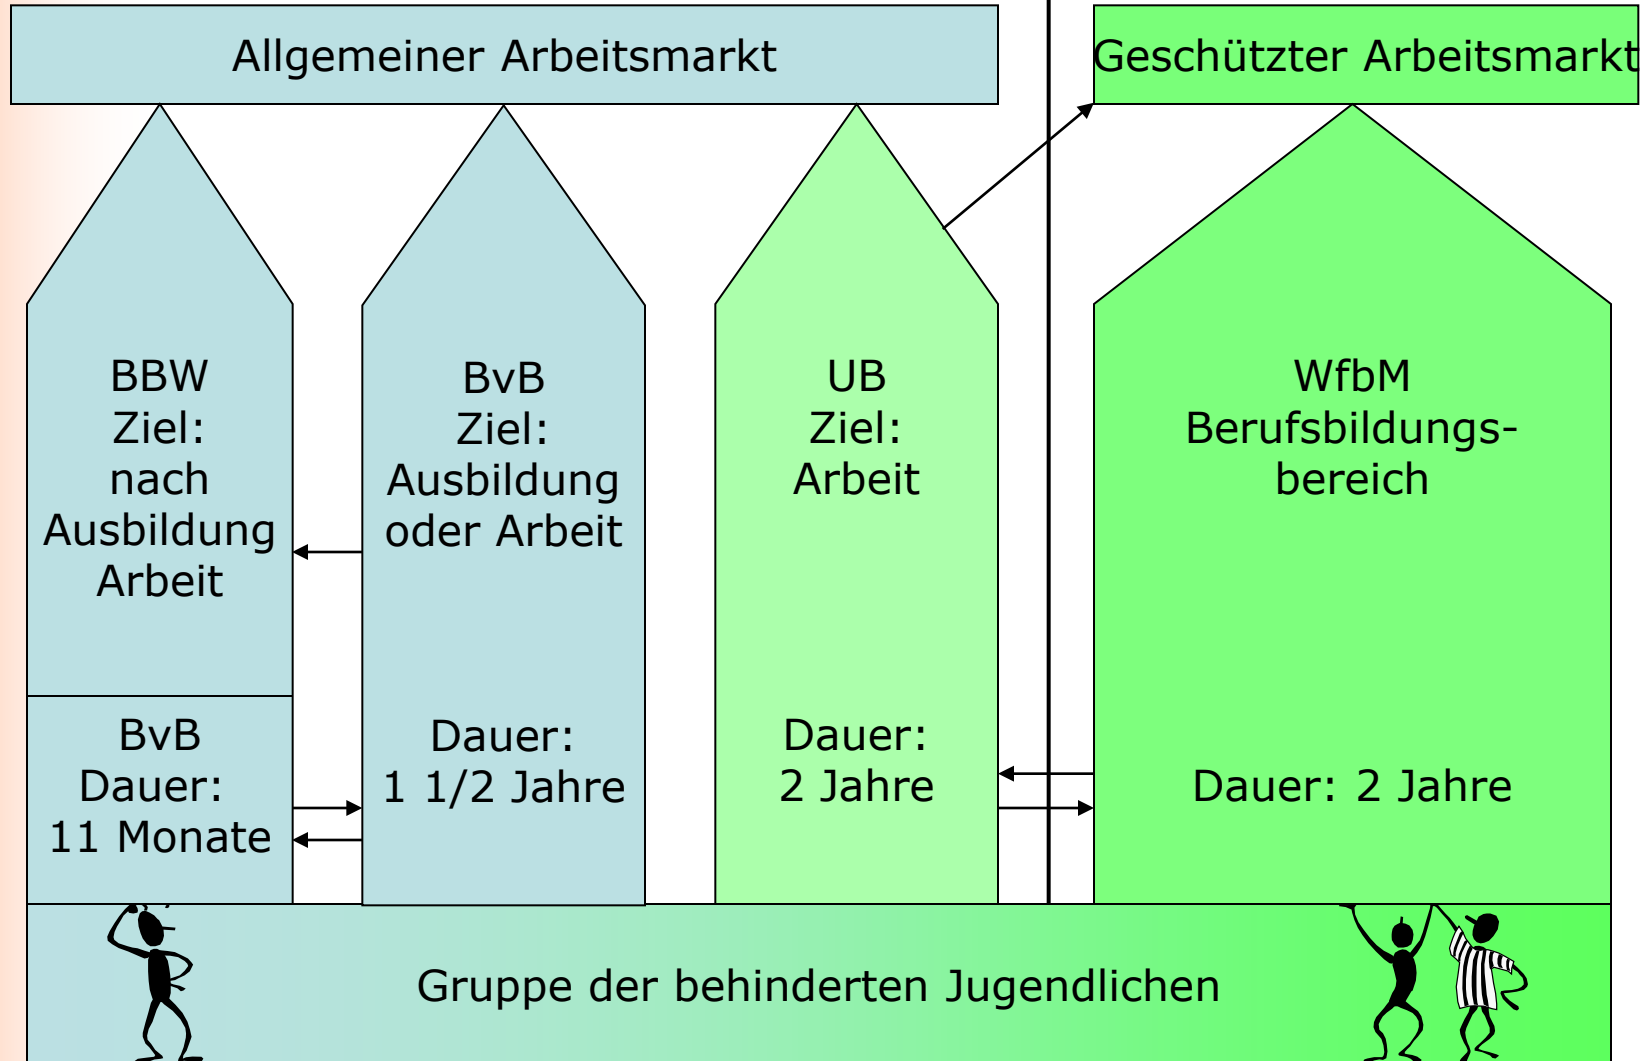 Allgemeiner Arbeitsmarkt
Geschützter Arbeitsmarkt
BBW
Ziel:
nach
Ausbildung
Arbeit
BvB
Dauer:
11 Monate
BvB
Ziel:
Ausbildung
oder Arbeit
Dauer:
1 1/2 Jahre
UB
Ziel:
Arbeit
Dauer:
2 Jahre
WfbM
Berufsbildungs-
bereich
Dauer: 2 Jahre
Gruppe der behinderten Jugendlichen